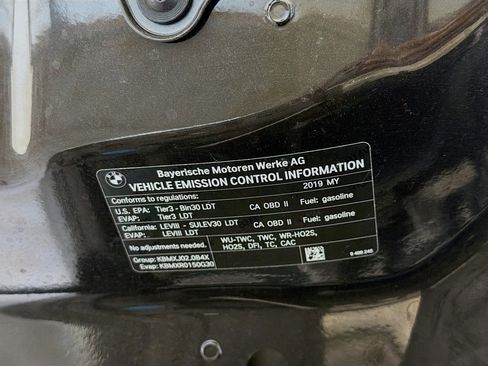 BMW
Bayerische Motoren Werke AG
VEHICLE EMISSION CONTROL INFORMATION
Conforms to regulations: 2019 MY
U.S. EPA: Tier3 - Bin30 LDT CA OBD II Fuel: gasoline
EVAP: Tier3 LDT
California: LEVIII - SULEV30 LDT CA OBD II Fuel: gasoline
EVAP: LEVIII LDT
No adjustments needed. WU-TWC, TWC, WR-HO2S,
HO2S, DFI, TC, CAC
Group: KBMXJ02.0B4X
Evap: KBMXR0150G30